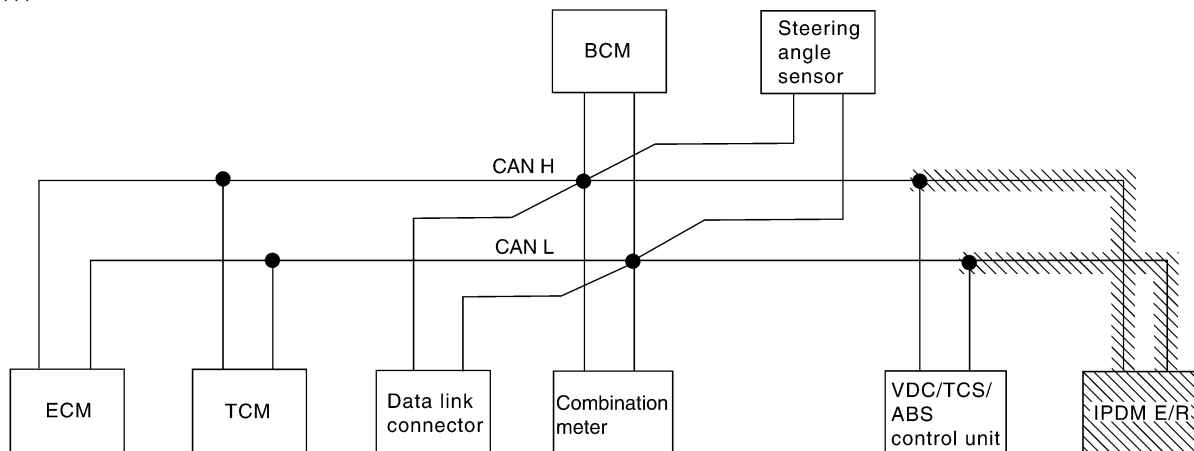 BCM
Steering
angle
sensor
CAN H
CAN L
ECM
TCM
Data link
connector
Combination
meter
VDC/TCS/
ABS
control unit
IPDM E/R